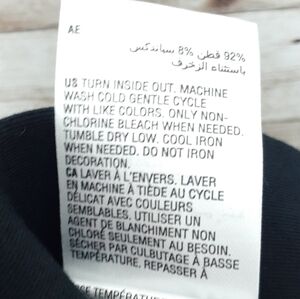 AE
92% قطن 8% سباندكس
باستثناء الزخرف
US TURN INSIDE OUT. MACHINE
WASH COLD GENTLE CYCLE
WITH LIKE COLORS. ONLY NON-
CHLORINE BLEACH WHEN NEEDED.
TUMBLE DRY LOW. COOL IRON
WHEN NEEDED. DO NOT IRON
DECORATION.
CA LAVER À L'ENVERS. LAVER
EN MACHINE À TIÈDE AU CYCLE
DÉLICAT AVEC COULEURS
SEMBLABLES. UTILISER UN
AGENT DE BLANCHIMENT NON
CHLORÉ SEULEMENT AU BESOIN.
SÉCHER PAR CULBUTAGE À BASSE
TEMPÉRATURE. REPASSER À
TEMPÉRATU